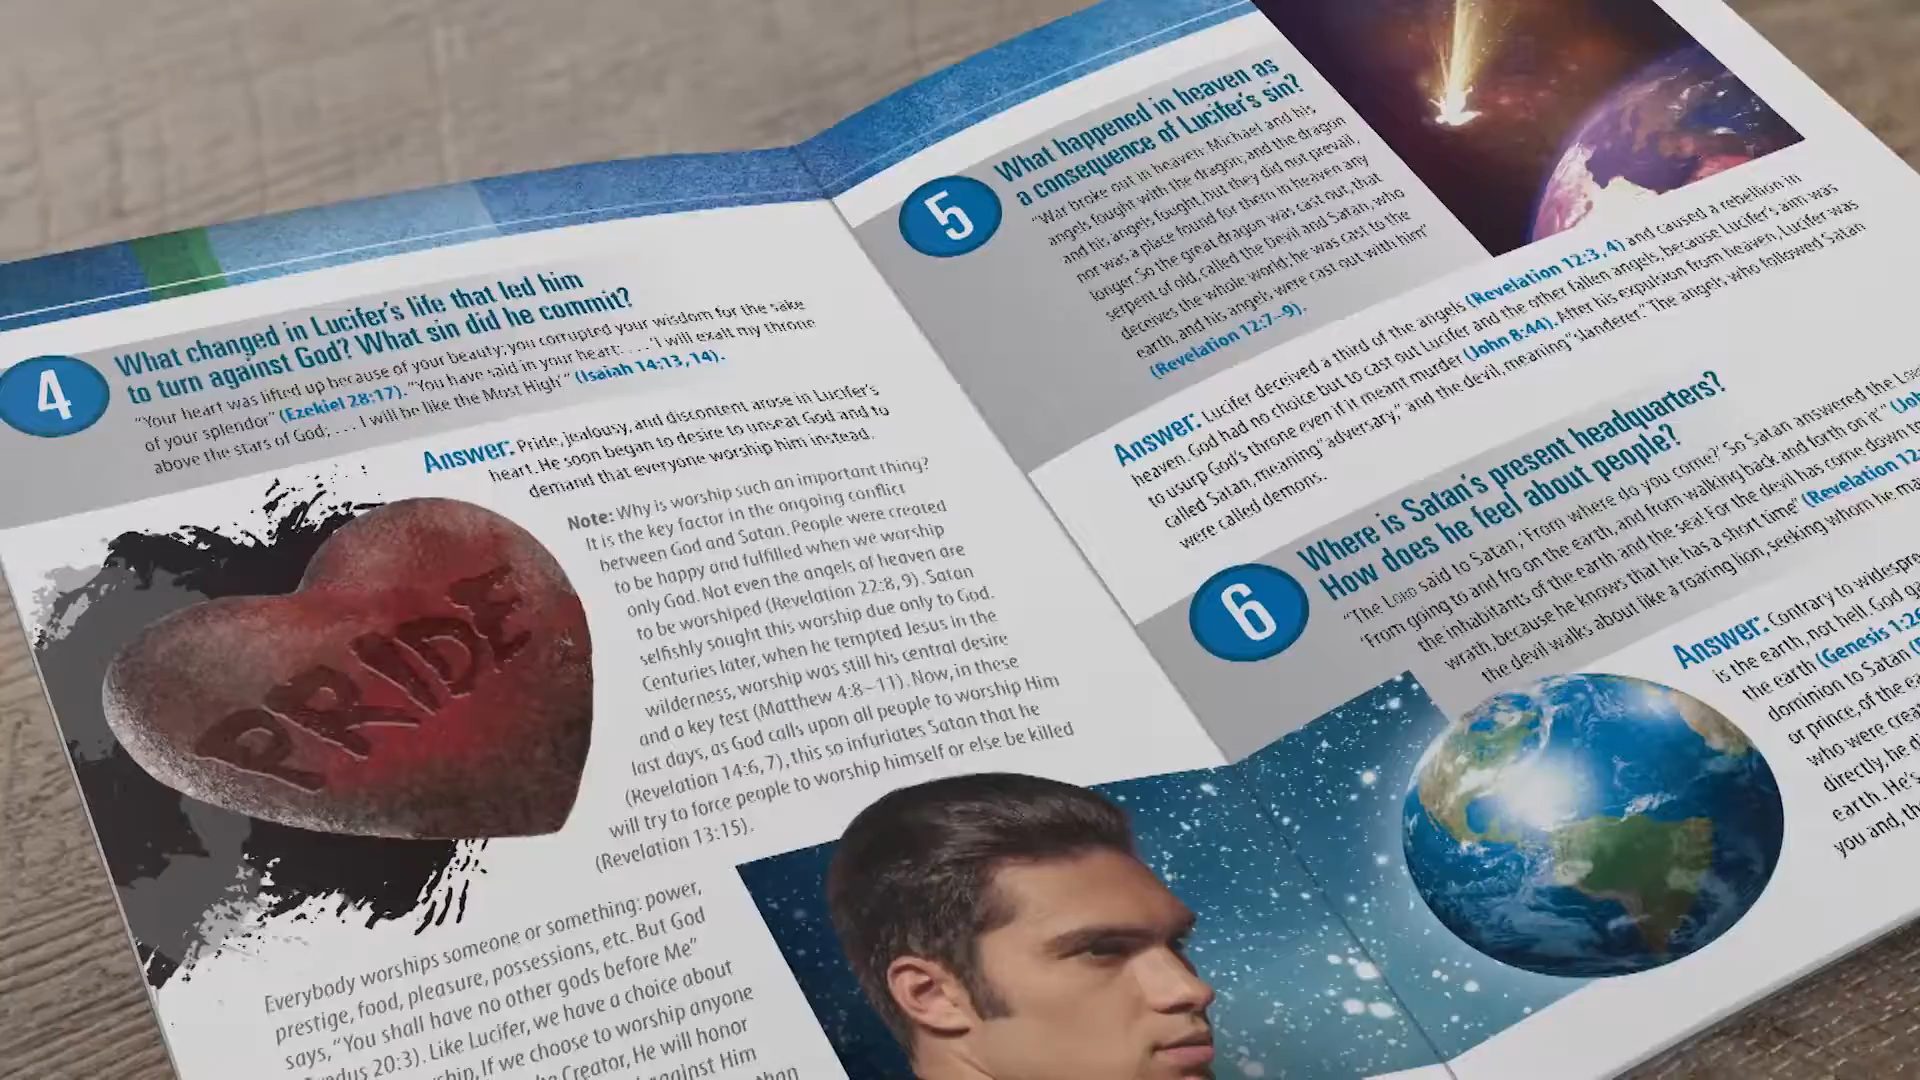 4
What changed in Lucifer's life that led him
to turn against God? What sin did he commit?
"Your heart was lifted up because of your beauty; you corrupted your wisdom for the sake
of your splendor" (Ezekiel 28:17). "You have said in your heart: . . . 'I will exalt my throne
above the stars of God; . . . I will be like the Most High'" (Isaiah 14:13, 14).
Answer: Pride, jealousy, and discontent arose in Lucifer's
heart. He soon began to desire to unseat God and to
demand that everyone worship him instead.
PRIDE
Note: Why is worship such an important thing?
It is the key factor in the ongoing conflict
between God and Satan. People were created
to be happy and fulfilled when we worship
only God. Not even the angels of heaven are
to be worshiped (Revelation 22:8, 9). Satan
selfishly sought this worship due only to God.
Centuries later, when he tempted Jesus in the
wilderness, worship was still his central desire
and a key test (Matthew 4:8–11). Now, in these
last days, as God calls upon all people to worship Him
(Revelation 14:6, 7), this so infuriates Satan that he
will try to force people to worship himself or else be killed
(Revelation 13:15).
Everybody worships someone or something: power,
prestige, food, pleasure, possessions, etc. But God
says, "You shall have no other gods before Me"
20:3). Like Lucifer, we have a choice about
If we choose to worship anyone
Creator, He will honor
against Him
than
5
What happened in heaven as
a consequence of Lucifer's sin?
"War broke out in heaven: Michael and his
angels fought with the dragon; and the dragon
and his angels fought, but they did not prevail,
nor was a place found for them in heaven any
longer. So the great dragon was cast out, that
serpent of old, called the Devil and Satan, who
deceives the whole world; he was cast to the
earth, and his angels were cast out with him"
(Revelation 12:7–9).
Answer: Lucifer deceived a third of the angels (Revelation 12:3, 4) and caused a rebellion in
heaven. God had no choice but to cast out Lucifer and the other fallen angels, because Lucifer's aim was
to usurp God's throne even if it meant murder (John 8:44). After his expulsion from heaven, Lucifer was
called Satan, meaning "adversary," and the devil, meaning "slanderer." The angels who followed Satan
were called demons.
6
Where is Satan's present headquarters?
How does he feel about people?
"The LORD said to Satan, 'From where do you come?' So Satan answered the
'From going to and fro on the earth, and from walking back and forth on it'"
the inhabitants of the earth and the sea! For the devil has come down to
wrath, because he knows that he has a short time" (Revelation
the devil walks about like a roaring lion, seeking whom he
Answer: Contrary to
is the earth, not hell. God
the earth (Genesis
dominion to Satan
or prince, of the
who were
directly, he
earth. He's
you and,